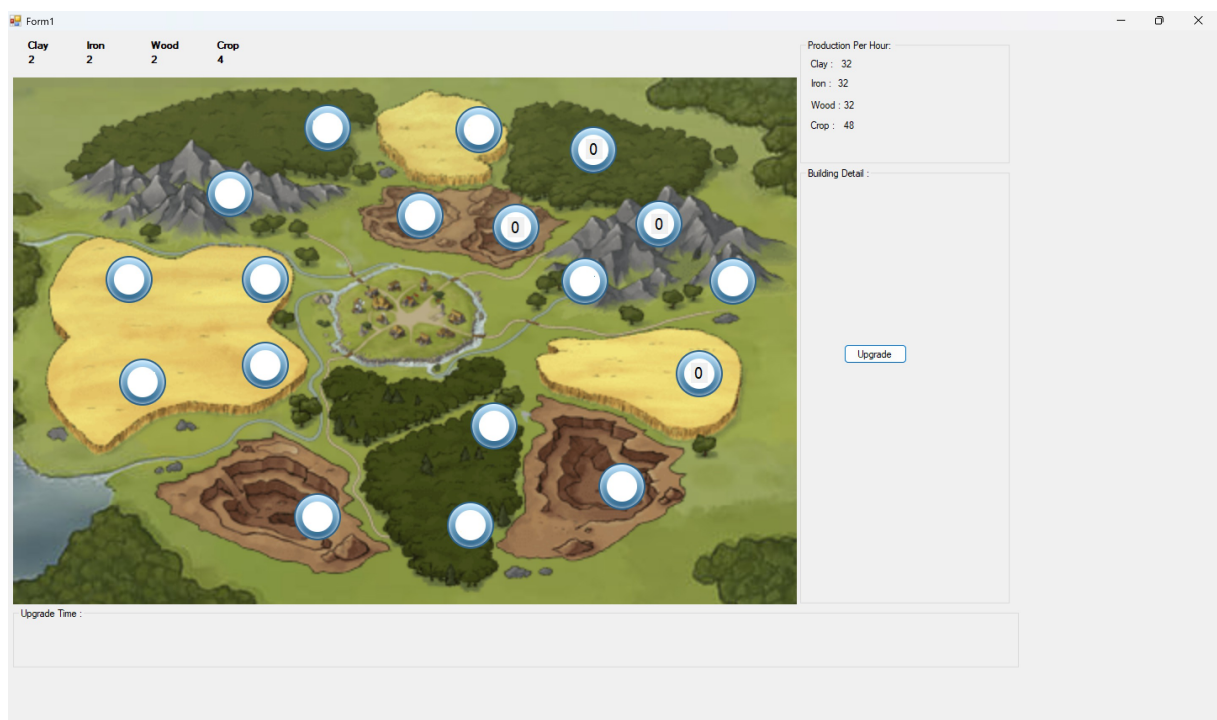 Form1
Clay Iron Wood Crop
2 2 2 4
Production Per Hour:
Clay : 32
Iron : 32
Wood : 32
Crop : 48
Building Detail :
0
0
0
0
Upgrade
Upgrade Time :